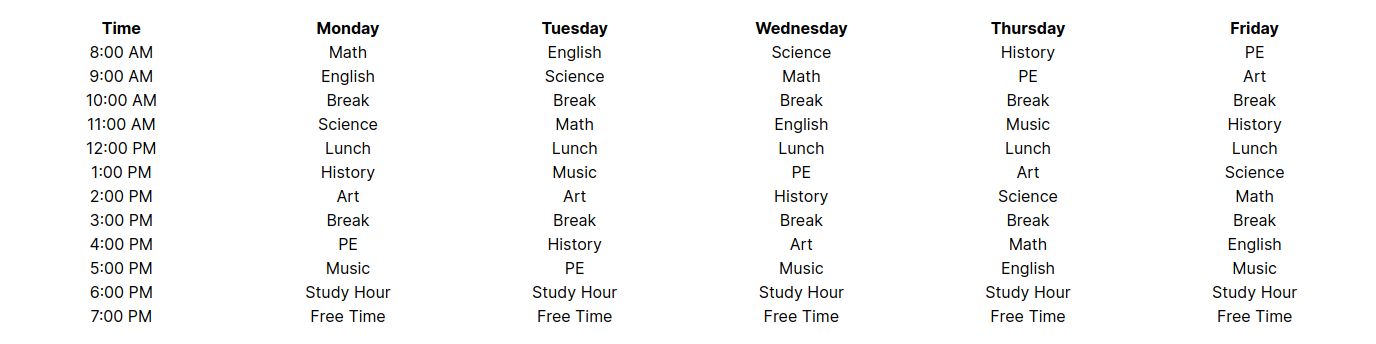 Time Monday Tuesday Wednesday Thursday Friday
8:00 AM Math English Science History PE
9:00 AM English Science Math PE Art
10:00 AM Break Break Break Break Break
11:00 AM Science Math English Music History
12:00 PM Lunch Lunch Lunch Lunch Lunch
1:00 PM History Music PE Art Science
2:00 PM Art Art History Science Math
3:00 PM Break Break Break Break Break
4:00 PM PE History Art Math English
5:00 PM Music PE Music English Music
6:00 PM Study Hour Study Hour Study Hour Study Hour Study Hour
7:00 PM Free Time Free Time Free Time Free Time Free Time